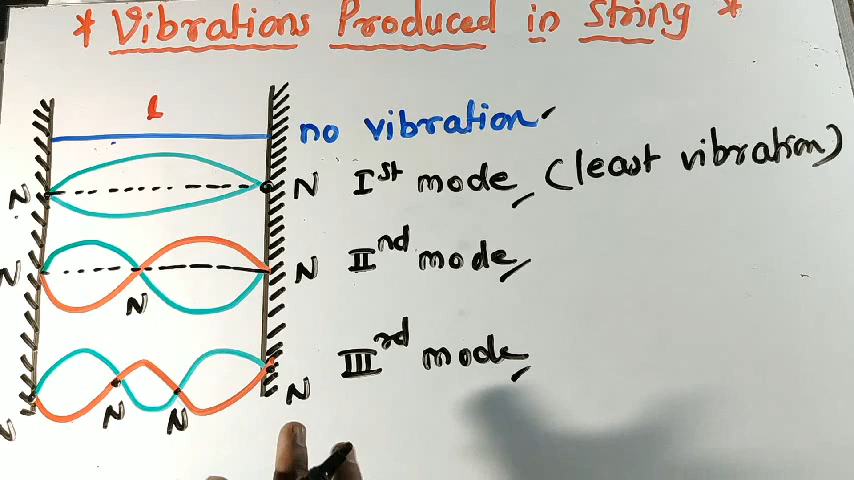 * Vibrations Produced in String *
l
no vibration
N N Ist mode, (least vibration)
N N IInd mode,
N
IIIrd mode,
N N N N